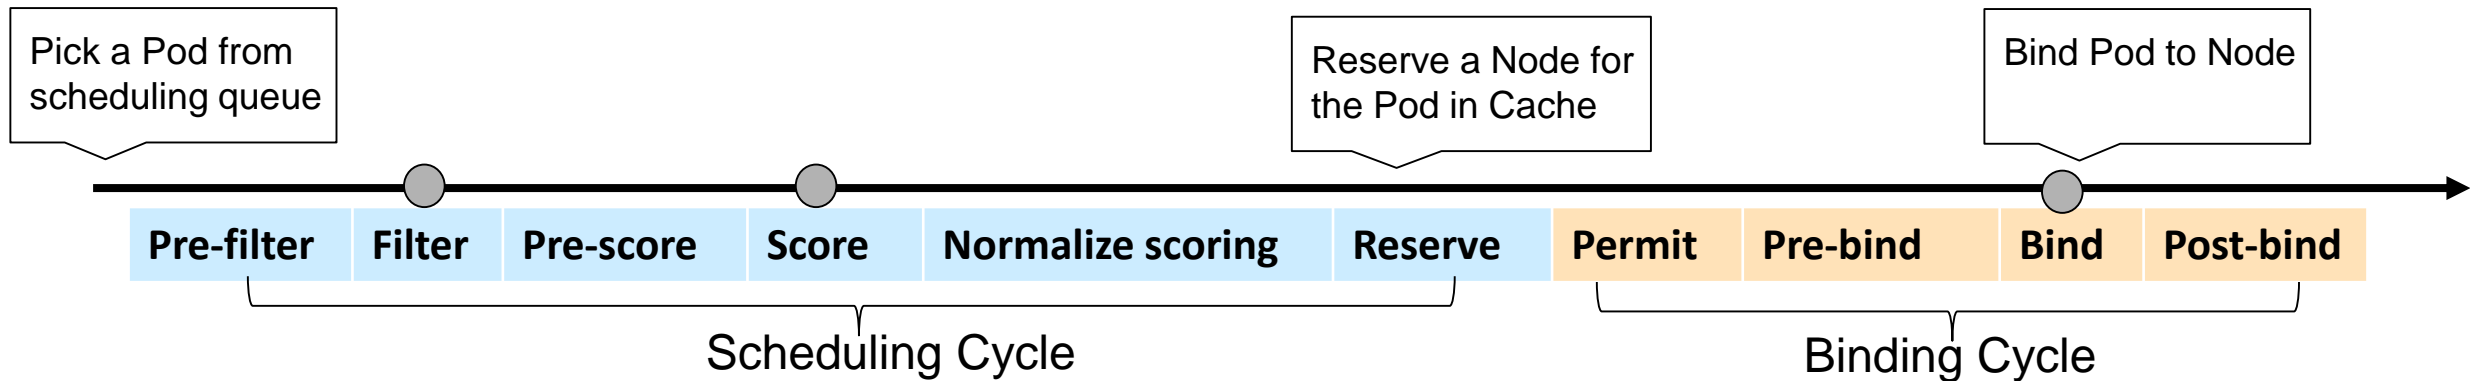 Pick a Pod from
scheduling queue
Reserve a Node for
the Pod in Cache
Bind Pod to Node
Pre-filter Filter Pre-score Score Normalize scoring Reserve Permit Pre-bind Bind Post-bind
Scheduling Cycle
Binding Cycle